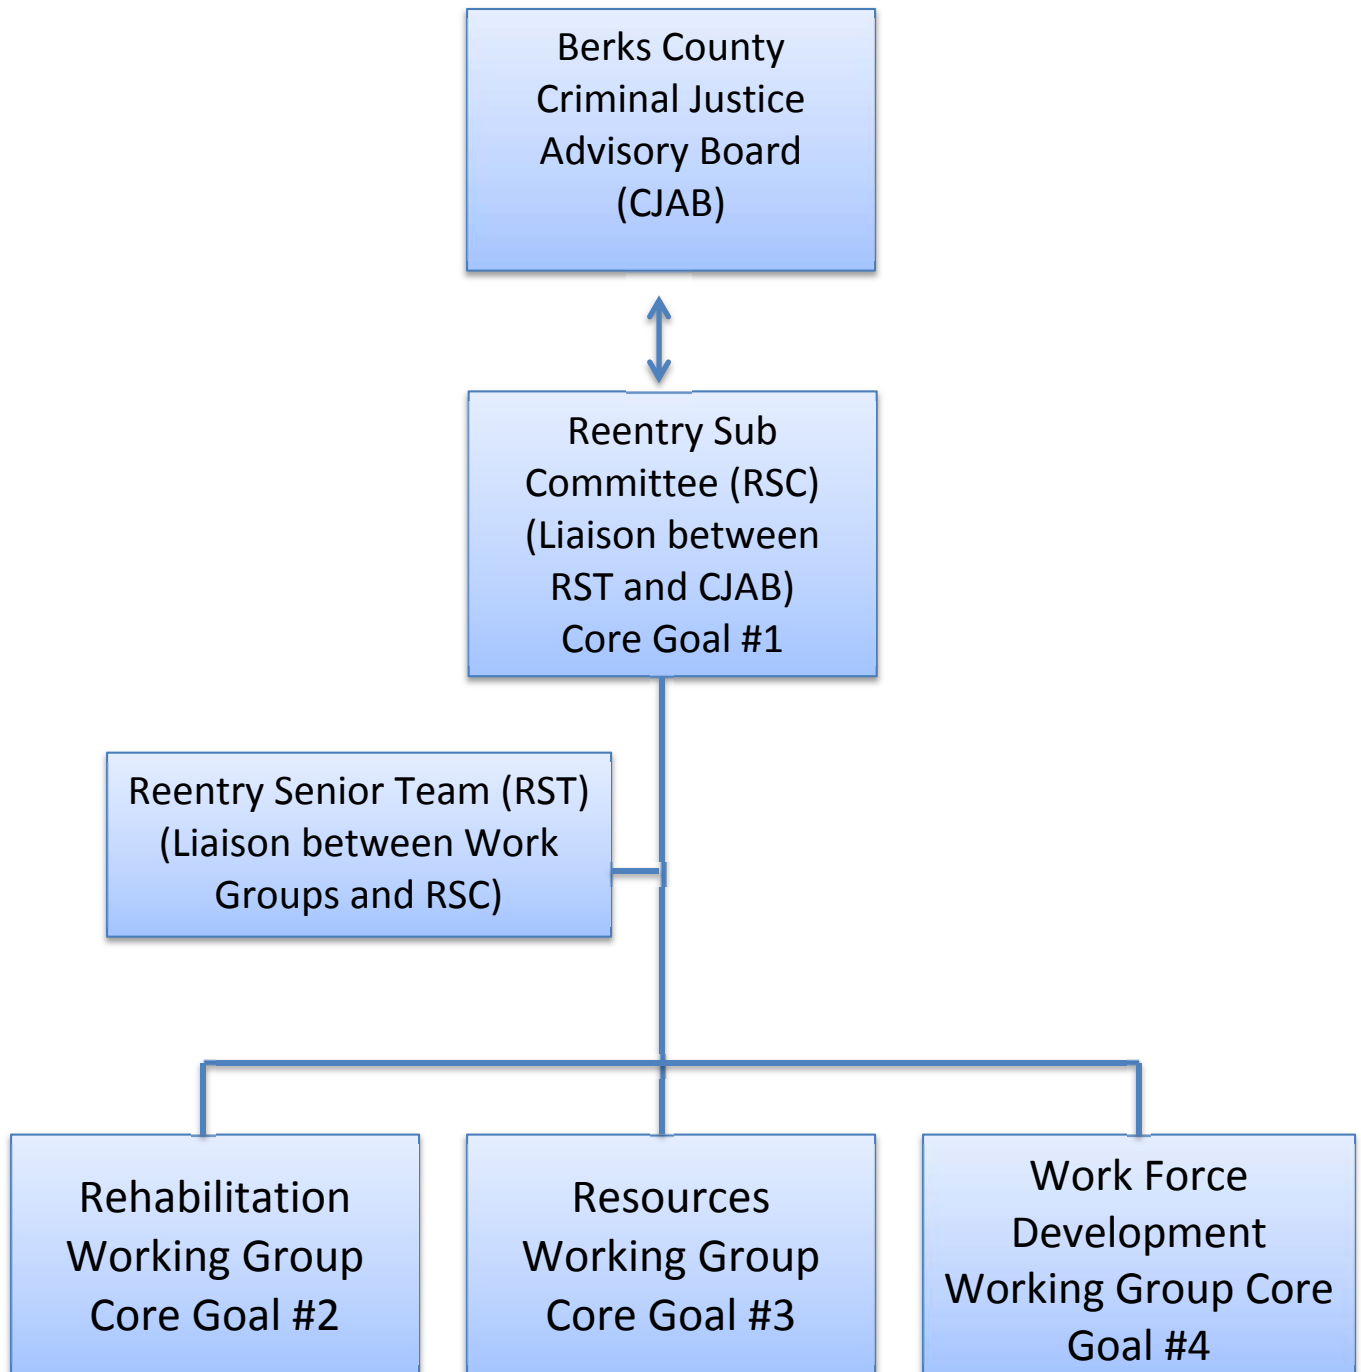 Berks County
Criminal Justice
Advisory Board
(CJAB)
Reentry Sub
Committee (RSC)
(Liaison between
RST and CJAB)
Core Goal #1
Reentry Senior Team (RST)
(Liaison between Work
Groups and RSC)
Rehabilitation
Working Group
Core Goal #2
Resources
Working Group
Core Goal #3
Work Force
Development
Working Group Core
Goal #4